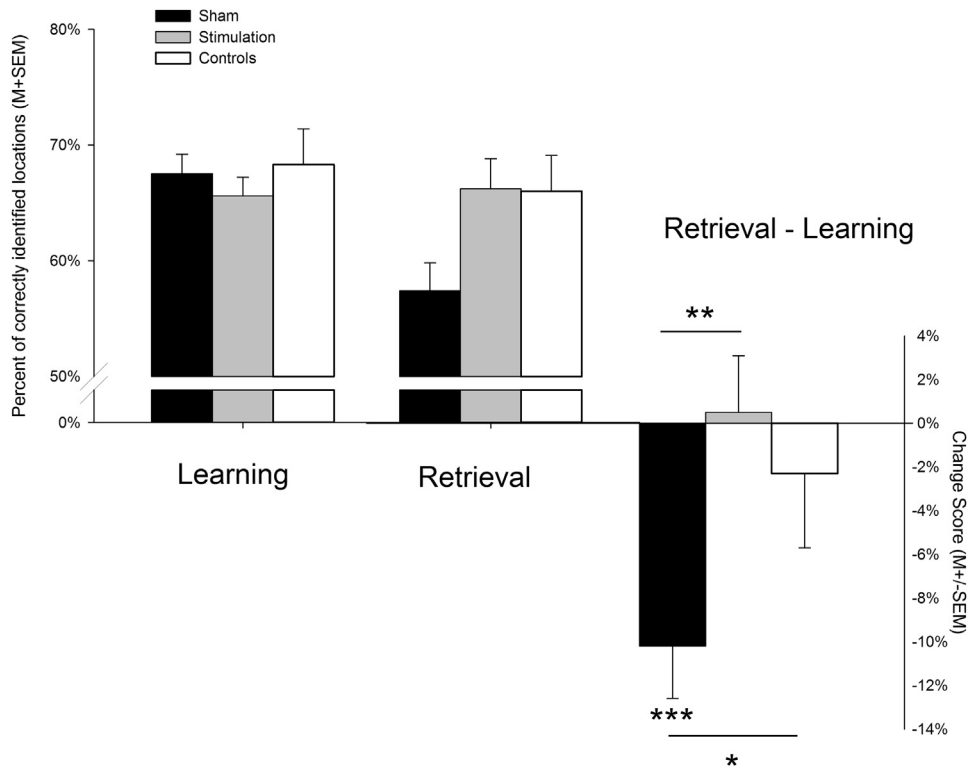 Sham
Stimulation
Controls
Percent of correctly identified locations (M+SEM)
80%
70%
60%
50%
0%
Learning
Retrieval
Retrieval - Learning
**
***
*
4%
2%
0%
-2%
-4%
-6%
-8%
-10%
-12%
-14%
Change Score (M+/-SEM)